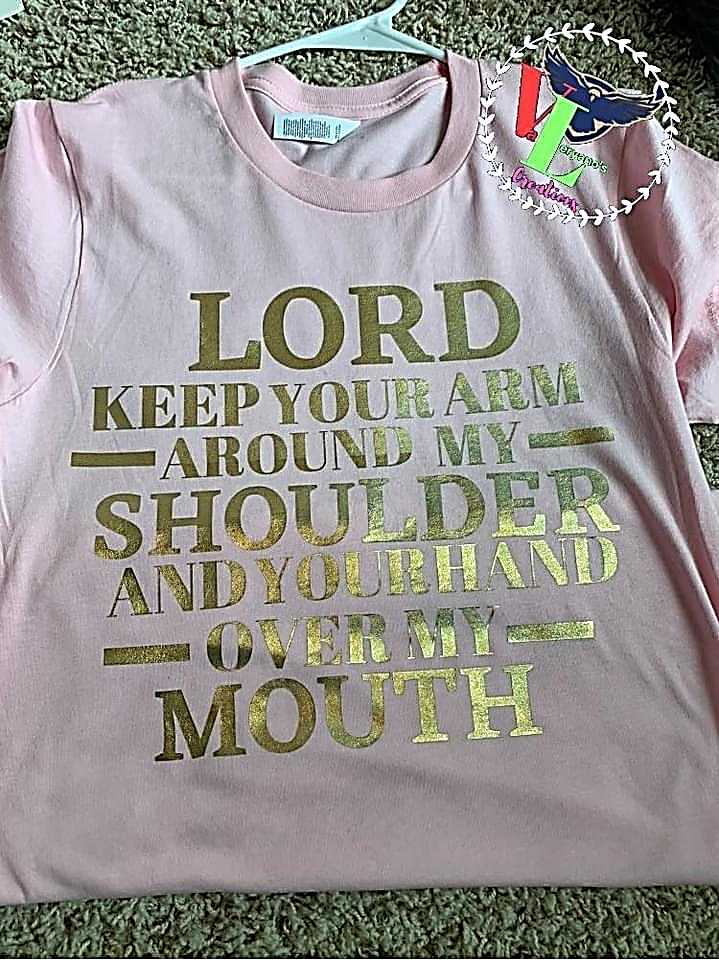 LORD
KEEP YOUR ARM
AROUND MY
SHOULDER
AND YOUR HAND
OVER MY
MOUTH
Creations